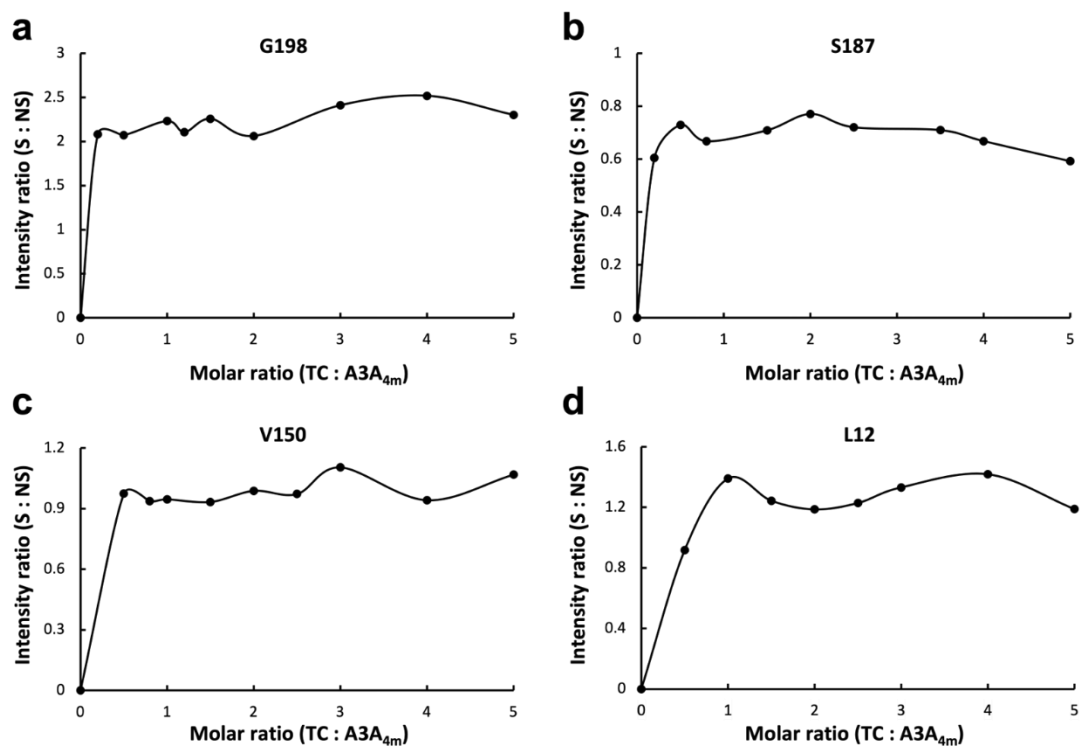 a
G198
3
2.5
2
1.5
1
0.5
0
0 1 2 3 4 5
Intensity ratio (S : NS)
Molar ratio (TC : A3A4m)
b
S187
1
0.8
0.6
0.4
0.2
0
0 1 2 3 4 5
Intensity ratio (S : NS)
Molar ratio (TC : A3A4m)
c
V150
1.2
0.9
0.6
0.3
0
0 1 2 3 4 5
Intensity ratio (S : NS)
Molar ratio (TC : A3A4m)
d
L12
1.6
1.2
0.8
0.4
0
0 1 2 3 4 5
Intensity ratio (S : NS)
Molar ratio (TC : A3A4m)